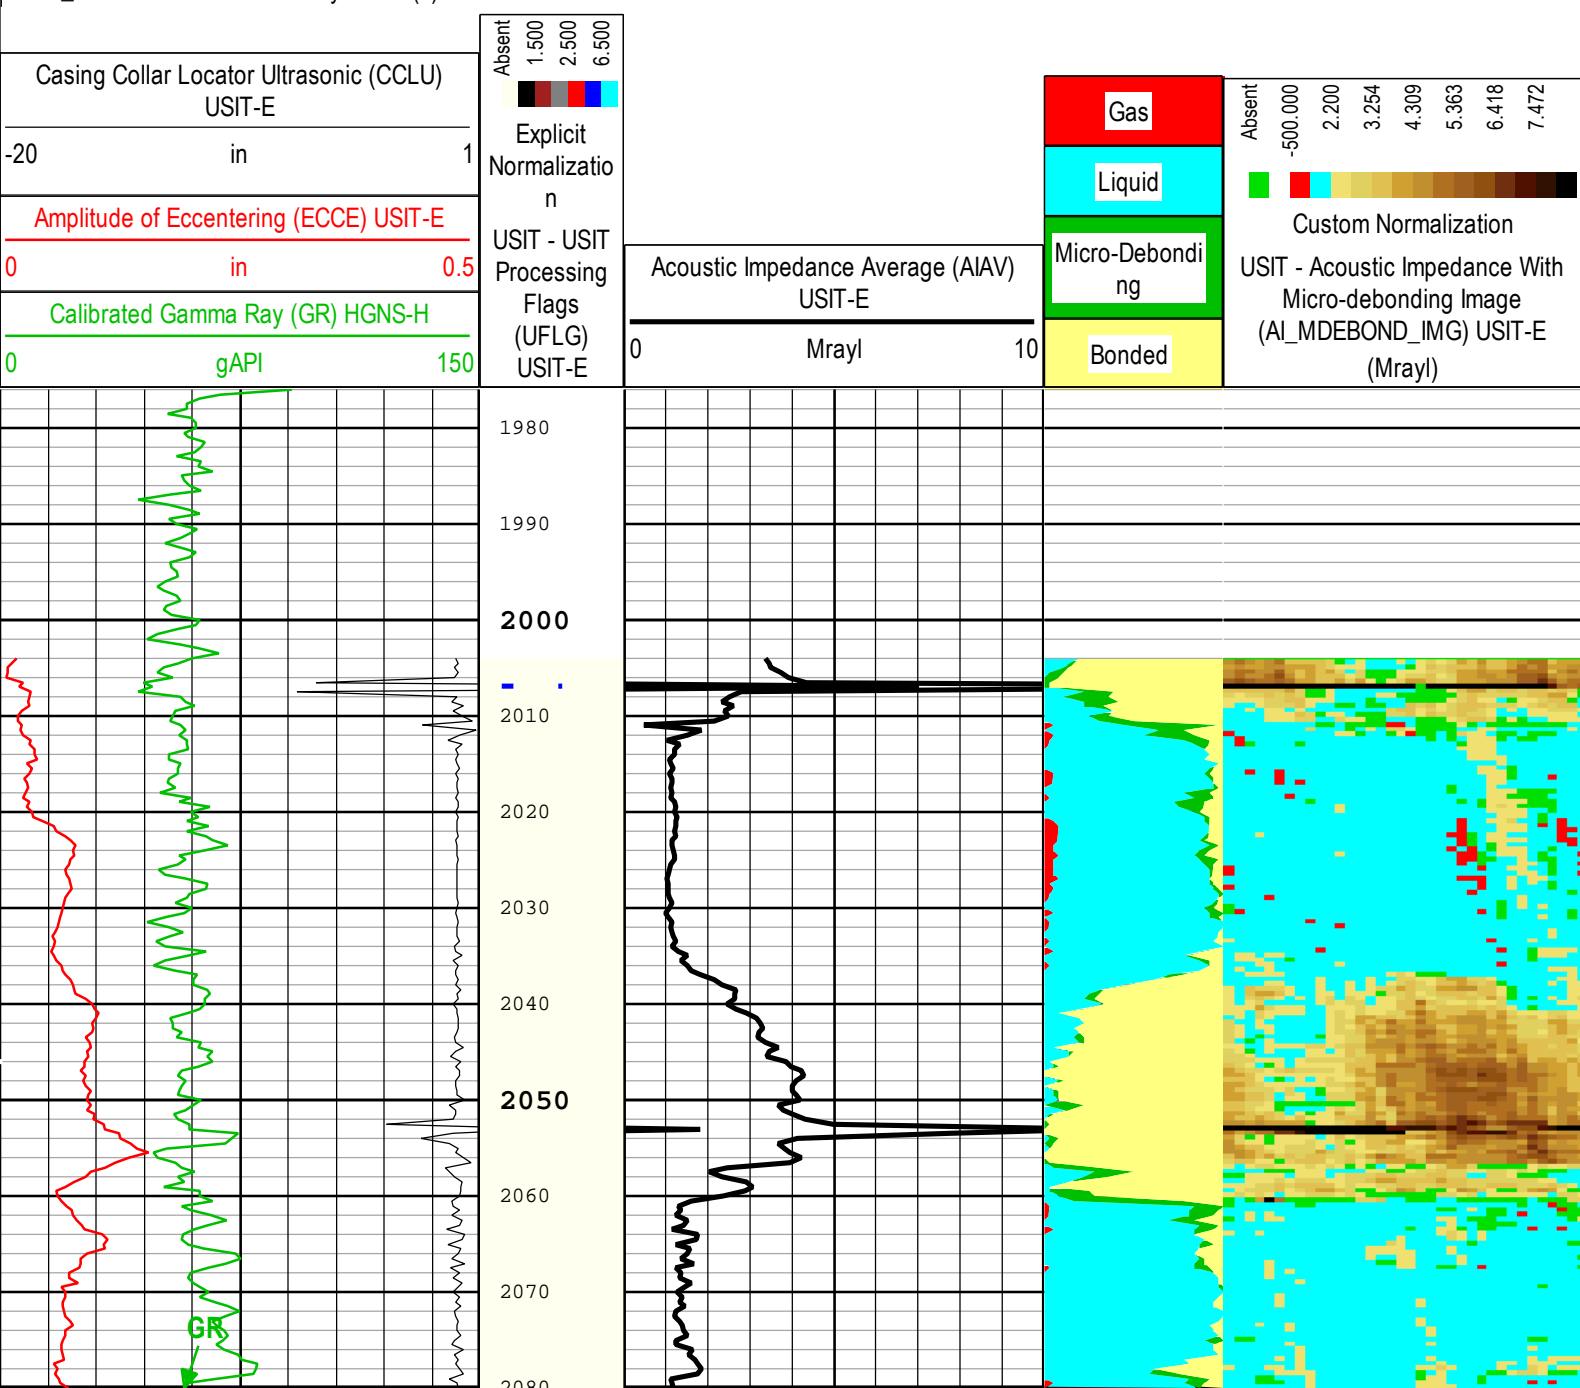 Casing Collar Locator Ultrasonic (CCLU)
USIT-E
-20 in 1
Amplitude of Eccentering (ECCE) USIT-E
0 in 0.5
Calibrated Gamma Ray (GR) HGNS-H
0 gAPI 150
Absent
1.500
2.500
6.500
Explicit
Normalizatio
n
USIT - USIT
Processing
Flags
(UFLG)
USIT-E
Acoustic Impedance Average (AIAV)
USIT-E
0 Mrayl 10
Gas
Liquid
Micro-Debondi
ng
Bonded
Absent
-500.000
2.200
3.254
4.309
5.363
6.418
7.472
Custom Normalization
USIT - Acoustic Impedance With
Micro-debonding Image
(AI_MDEBOND_IMG) USIT-E
(Mrayl)
1980
1990
2000
2010
2020
2030
2040
2050
2060
2070
GR
2080